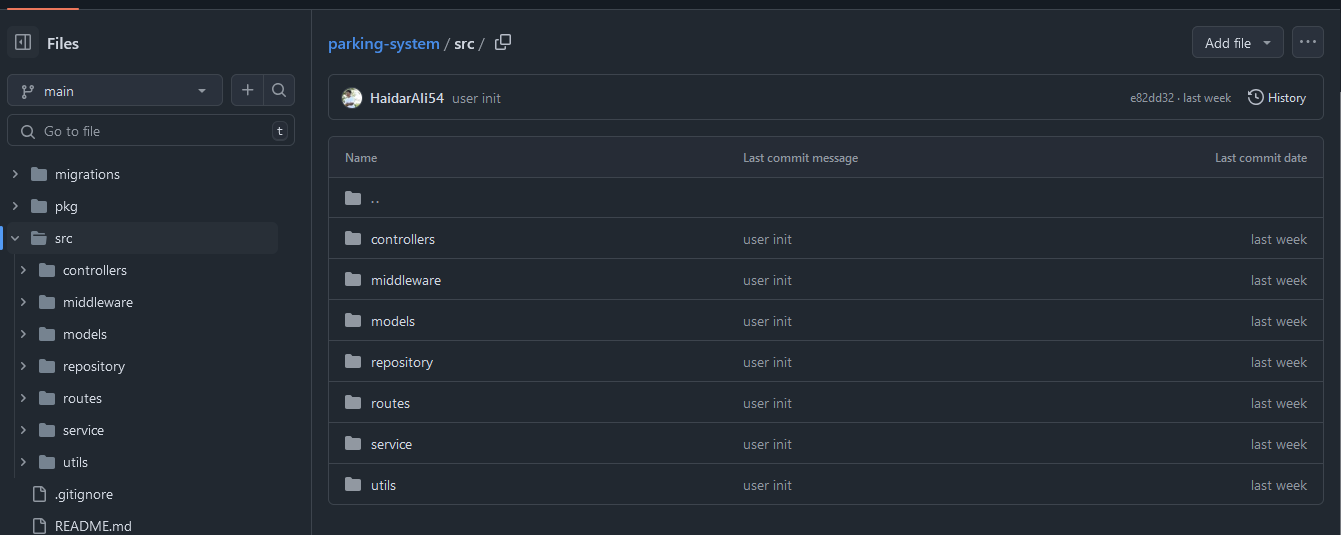 Files
main
Go to file
t
migrations
pkg
src
controllers
middleware
models
repository
routes
service
utils
.gitignore
README.md
parking-system / src /
Add file
HaidarAli54 user init
e82dd32 · last week
History
Name Last commit message Last commit date
..
controllers user init last week
middleware user init last week
models user init last week
repository user init last week
routes user init last week
service user init last week
utils user init last week